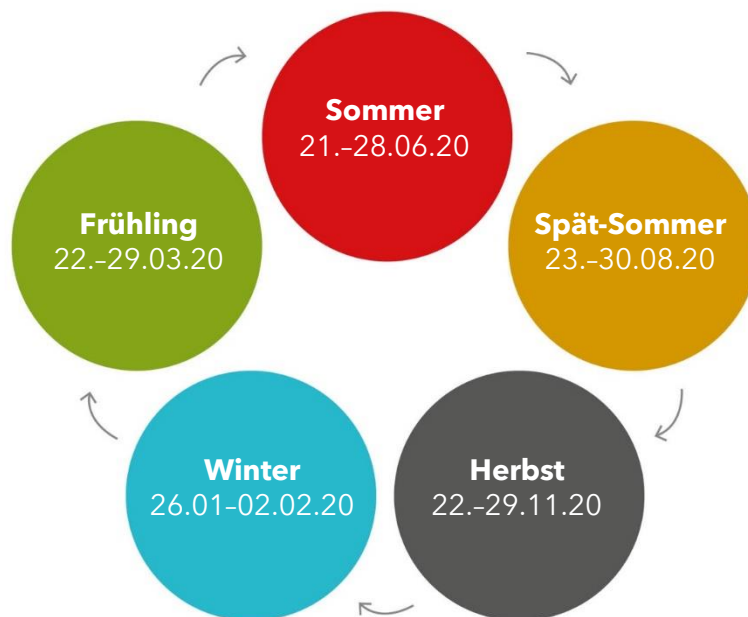 Sommer
21.–28.06.20
Frühling
22.–29.03.20
Spät-Sommer
23.–30.08.20
Winter
26.01–02.02.20
Herbst
22.–29.11.20